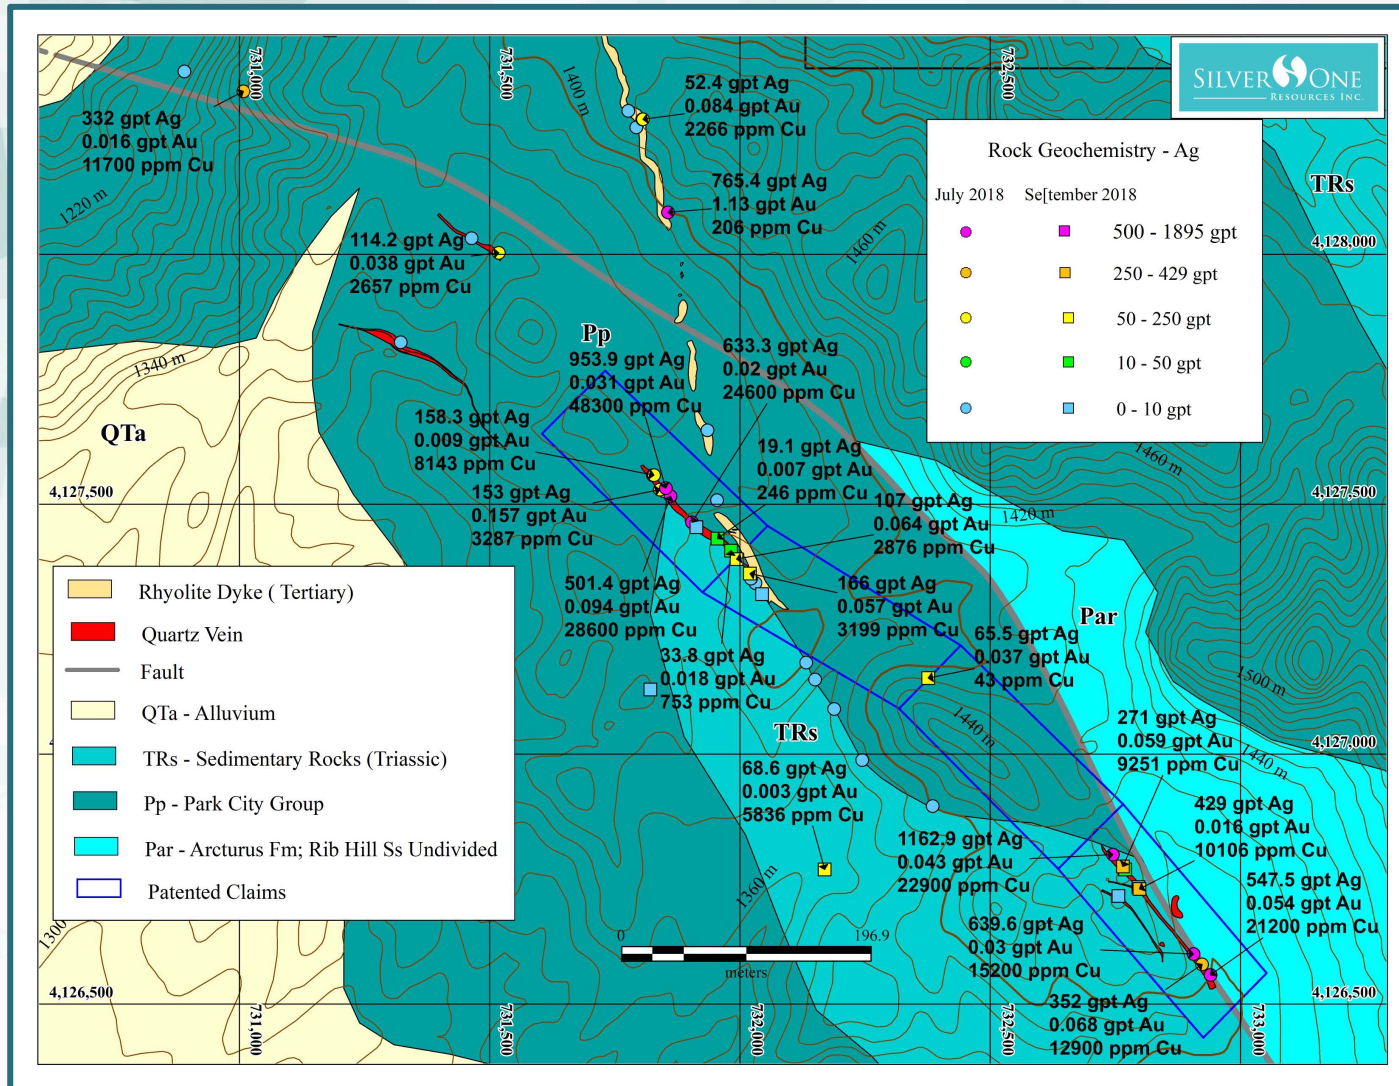 731,000
731,500
732,500
1400 m
SILVER ONE
RESOURCES INC.
52.4 gpt Ag
0.084 gpt Au
2266 ppm Cu
332 gpt Ag
0.016 gpt Au
11700 ppm Cu
Rock Geochemistry - Ag
July 2018
Se[tember 2018
500 - 1895 gpt
250 - 429 gpt
50 - 250 gpt
10 - 50 gpt
0 - 10 gpt
TRs
765.4 gpt Ag
1.13 gpt Au
206 ppm Cu
1220 m
1460 m
4,128,000
114.2 gpt Ag
0.038 gpt Au
2657 ppm Cu
Pp
1340 m
953.9 gpt Ag
0.031 gpt Au
48300 ppm Cu
633.3 gpt Ag
0.02 gpt Au
24600 ppm Cu
QTa
158.3 gpt Ag
0.009 gpt Au
8143 ppm Cu
19.1 gpt Ag
0.007 gpt Au
246 ppm Cu
1460 m
4,127,500
4,127,500
153 gpt Ag
0.157 gpt Au
3287 ppm Cu
107 gpt Ag
0.064 gpt Au
2876 ppm Cu
1420 m
501.4 gpt Ag
0.094 gpt Au
28600 ppm Cu
166 gpt Ag
0.057 gpt Au
3199 ppm Cu
Par
65.5 gpt Ag
0.037 gpt Au
43 ppm Cu
33.8 gpt Ag
0.018 gpt Au
753 ppm Cu
1500 m
Rhyolite Dyke ( Tertiary)
Quartz Vein
Fault
QTa - Alluvium
TRs - Sedimentary Rocks (Triassic)
Pp - Park City Group
Par - Arcturus Fm; Rib Hill Ss Undivided
Patented Claims
TRs
1440 m
271 gpt Ag
0.059 gpt Au
9251 ppm Cu
4,127,000
1440 m
68.6 gpt Ag
0.003 gpt Au
5836 ppm Cu
429 gpt Ag
0.016 gpt Au
10106 ppm Cu
1162.9 gpt Ag
0.043 gpt Au
22900 ppm Cu
1360 m
547.5 gpt Ag
0.054 gpt Au
21200 ppm Cu
1300
639.6 gpt Ag
0.03 gpt Au
15200 ppm Cu
0
196.9
meters
4,126,500
4,126,500
352 gpt Ag
0.068 gpt Au
12900 ppm Cu
731,000
731,500
732,000
732,500
733,000